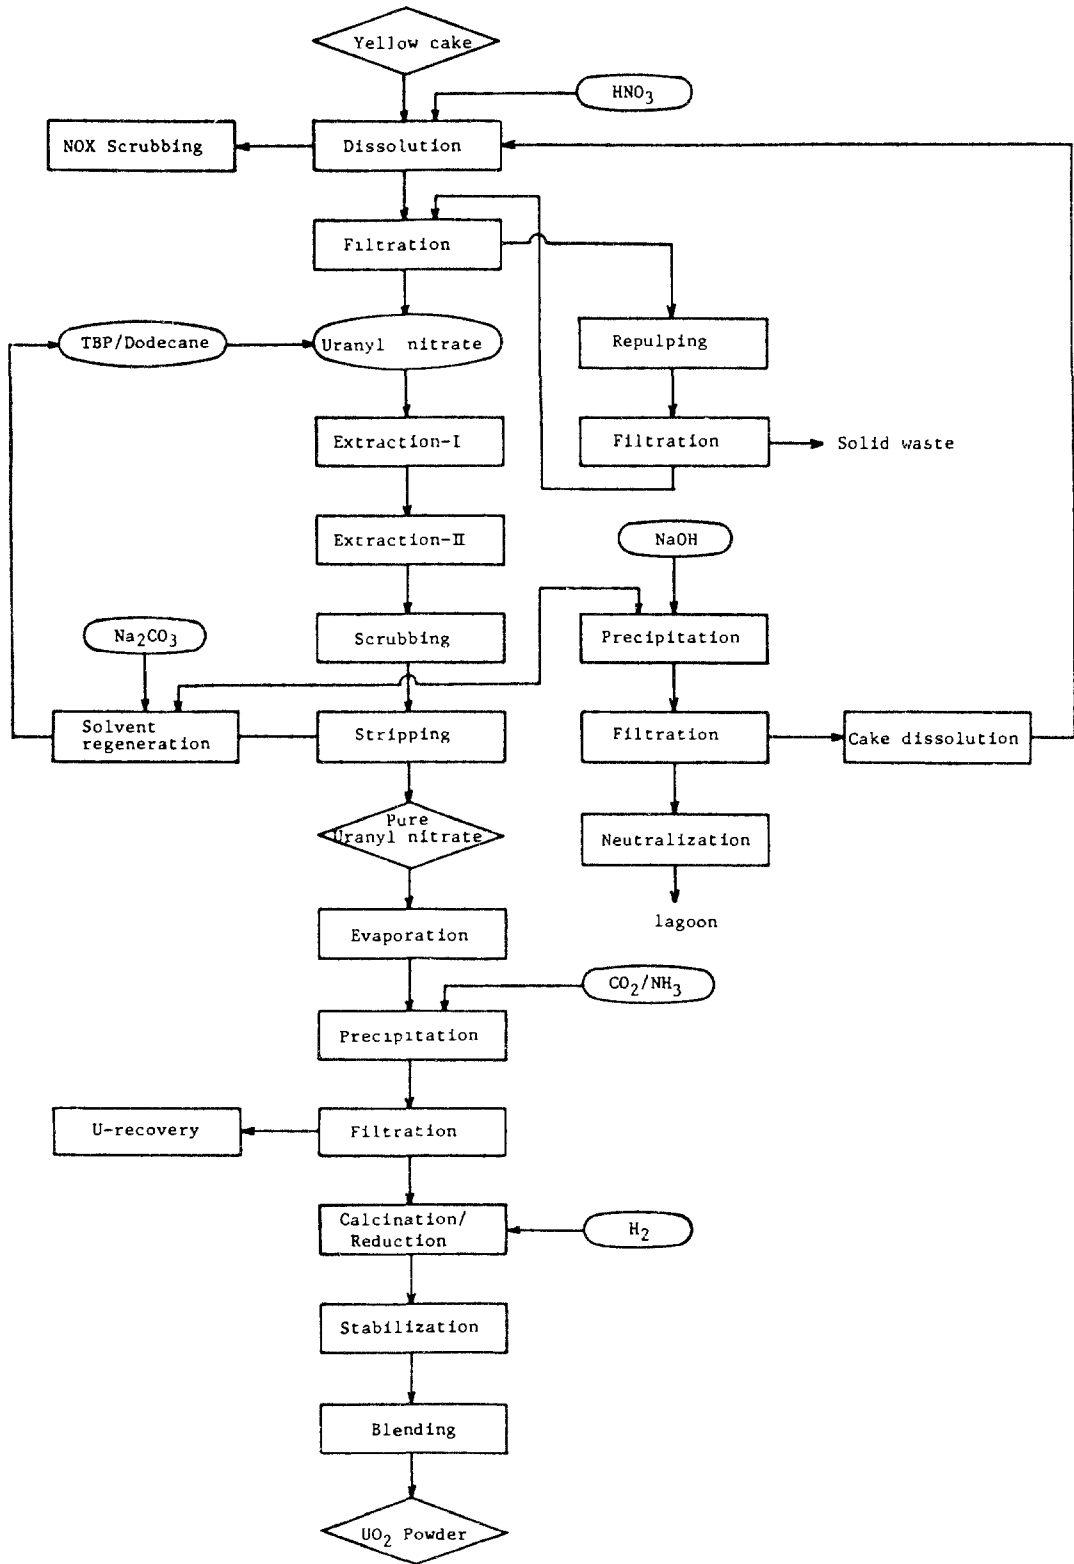 Yellow cake
HNO3
NOX Scrubbing
Dissolution
Filtration
TBP/Dodecane
Uranyl nitrate
Repulping
Extraction-I
Filtration
Solid waste
Extraction-II
NaOH
Na2CO3
Scrubbing
Precipitation
Solvent
regeneration
Stripping
Filtration
Cake dissolution
Pure
Uranyl nitrate
Neutralization
lagoon
Evaporation
CO2/NH3
Precipitation
U-recovery
Filtration
Calcination/
Reduction
H2
Stabilization
Blending
UO2 Powder